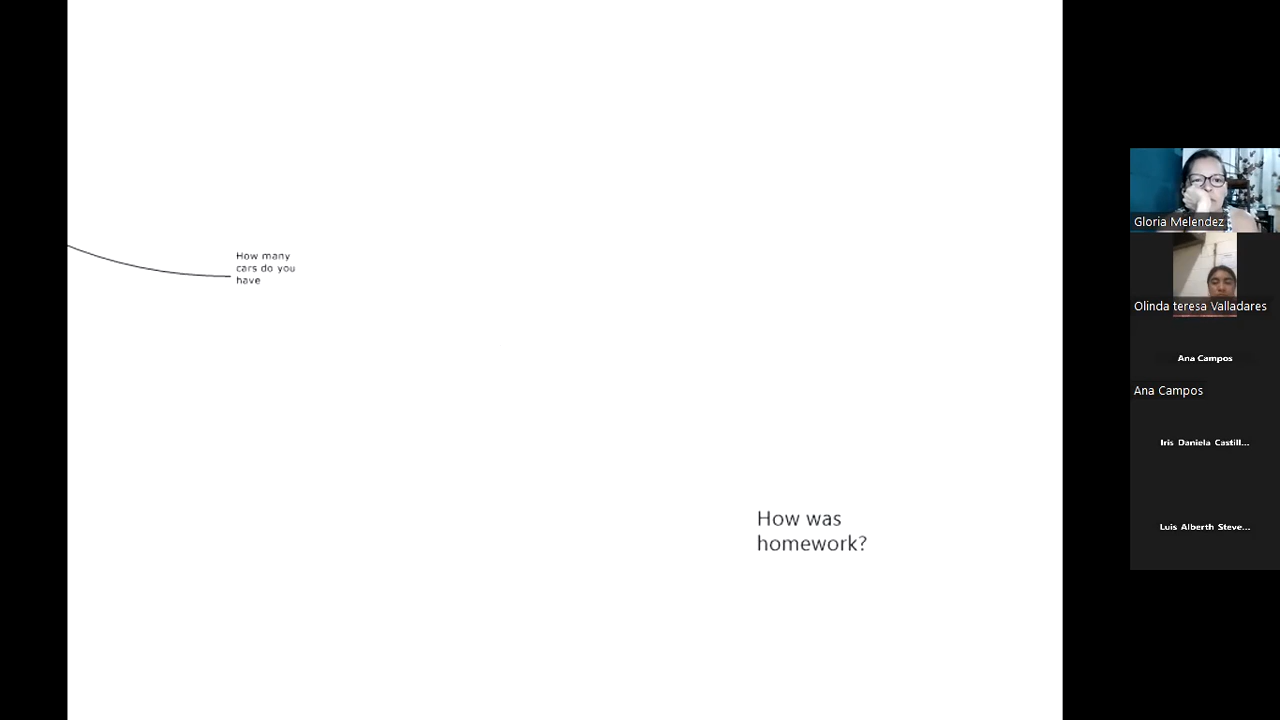 How many
cars do you
have
How was
homework?
Gloria Melendez
Olinda teresa Valladares
Ana Campos
Ana Campos
Iris Daniela Castill...
Luis Alberth Steve...